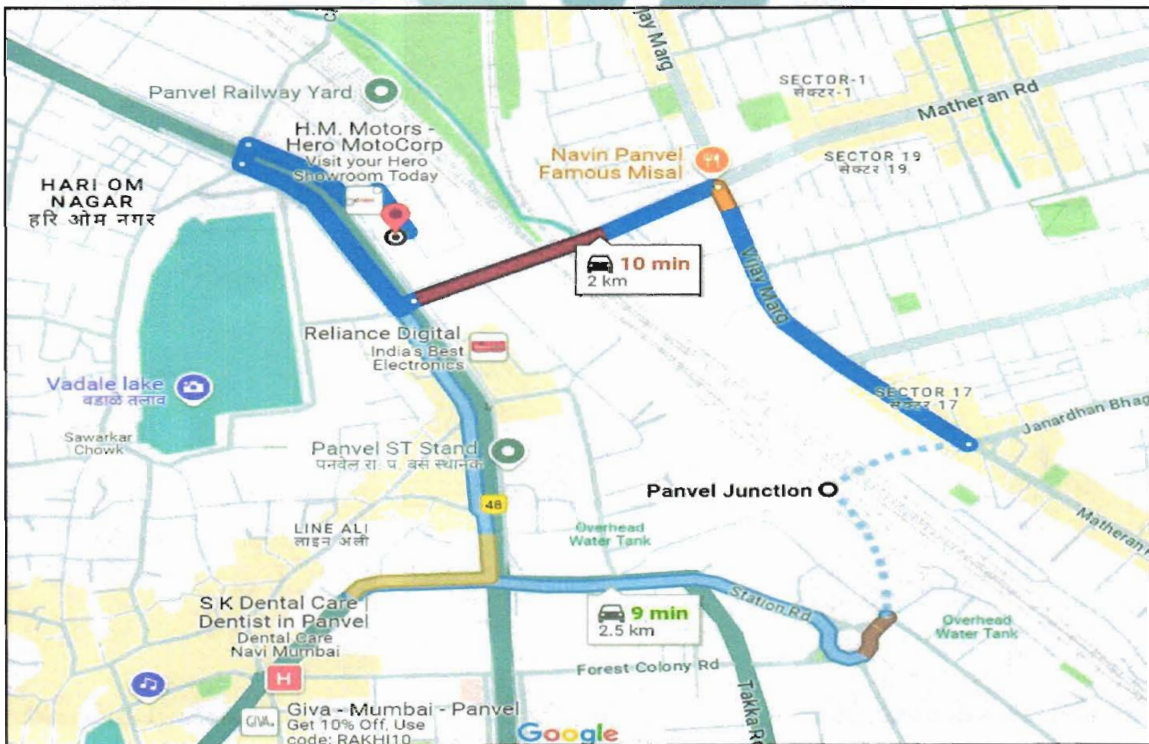 Vijay Marg
SECTOR-1
सेक्टर-1
Matheran Rd
Panvel Railway Yard
H.M. Motors -
Hero MotoCorp
Visit your Hero
Showroom Today
Navin Panvel
Famous Misal
SECTOR 19
सेक्टर 19
HARI OM
NAGAR
हरि ओम नगर
10 min
2 km
Vijay Marg
Reliance Digital
India's Best
Electronics
Vadale lake
वडाळे तलाव
SECTOR 17
सेक्टर 17
Janardhan Bhag
Sawarkar
Chowk
Panvel ST Stand
पनवेल रा. प. बस स्थानक
Panvel Junction
48
LINE ALI
लाइन अली
Overhead
Water Tank
Matheran
S K Dental Care |
Dentist in Panvel
Dental Care
Navi Mumbai
9 min
2.5 km
Station Rd
Overhead
Water Tank
Forest Colony Rd
H
Takka Rd
GIVA
Giva - Mumbai - Panvel
Get 10% Off, Use
code: RAKHI10
Google